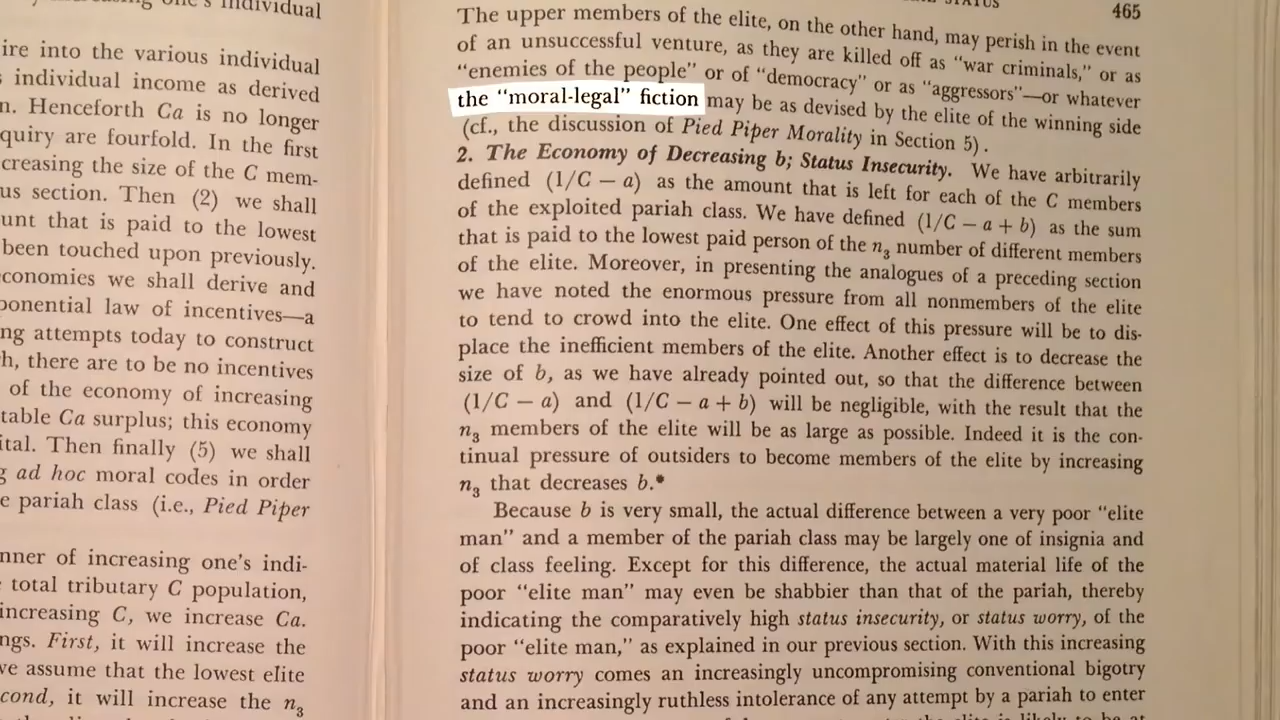 increasing one's individual
ire into the various individual
individual income as derived
n. Henceforth Ca is no longer
quiry are fourfold. In the first
creasing the size of the C mem-
us section. Then (2) we shall
unt that is paid to the lowest
been touched upon previously.
conomies we shall derive and
ponential law of incentives—a
ng attempts today to construct
h, there are to be no incentives
of the economy of increasing
table Ca surplus; this economy
ital. Then finally (5) we shall
g ad hoc moral codes in order
e pariah class (i.e., Pied Piper
nner of increasing one's indi-
total tributary C population,
increasing C, we increase Ca.
ngs. First, it will increase the
we assume that the lowest elite
cond, it will increase the n3
STATUS 465
The upper members of the elite, on the other hand, may perish in the event
of an unsuccessful venture, as they are killed off as "war criminals," or as
"enemies of the people" or of "democracy" or as "aggressors"—or whatever
the "moral-legal" fiction may be as devised by the elite of the winning side
(cf., the discussion of Pied Piper Morality in Section 5).
2. The Economy of Decreasing b; Status Insecurity. We have arbitrarily
defined (1/C − a) as the amount that is left for each of the C members
of the exploited pariah class. We have defined (1/C − a + b) as the sum
that is paid to the lowest paid person of the n3 number of different members
of the elite. Moreover, in presenting the analogues of a preceding section
we have noted the enormous pressure from all nonmembers of the elite
to tend to crowd into the elite. One effect of this pressure will be to dis-
place the inefficient members of the elite. Another effect is to decrease the
size of b, as we have already pointed out, so that the difference between
(1/C − a) and (1/C − a + b) will be negligible, with the result that the
n3 members of the elite will be as large as possible. Indeed it is the con-
tinual pressure of outsiders to become members of the elite by increasing
n3 that decreases b.*
Because b is very small, the actual difference between a very poor "elite
man" and a member of the pariah class may be largely one of insignia and
of class feeling. Except for this difference, the actual material life of the
poor "elite man" may even be shabbier than that of the pariah, thereby
indicating the comparatively high status insecurity, or status worry, of the
poor "elite man," as explained in our previous section. With this increasing
status worry comes an increasingly uncompromising conventional bigotry
and an increasingly ruthless intolerance of any attempt by a pariah to enter
the elite is likely to be at